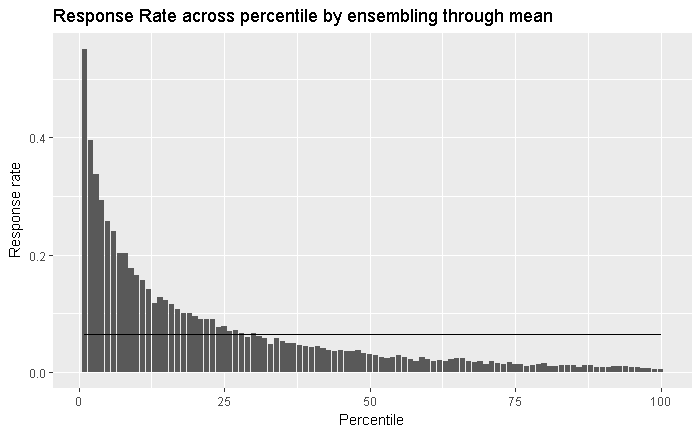 Response Rate across percentile by ensembling through mean
Response rate
0.4
0.2
0.0
0
25
50
75
100
Percentile